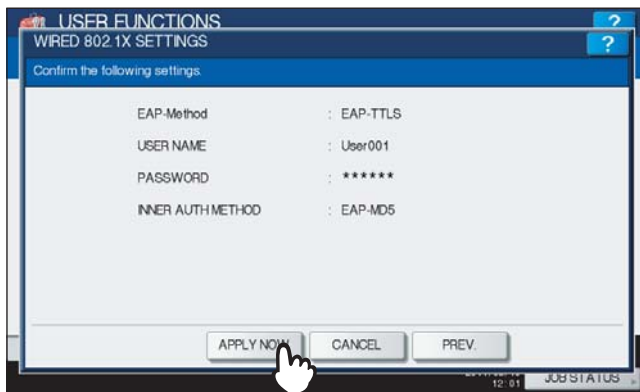 USER FUNCTIONS
?
WIRED 802.1X SETTINGS
?
Confirm the following settings.
EAP-Method : EAP-TTLS
USER NAME : User001
PASSWORD : ******
INNER AUTH METHOD : EAP-MD5
APPLY NOW
CANCEL
PREV.
12:01
JOB STATUS